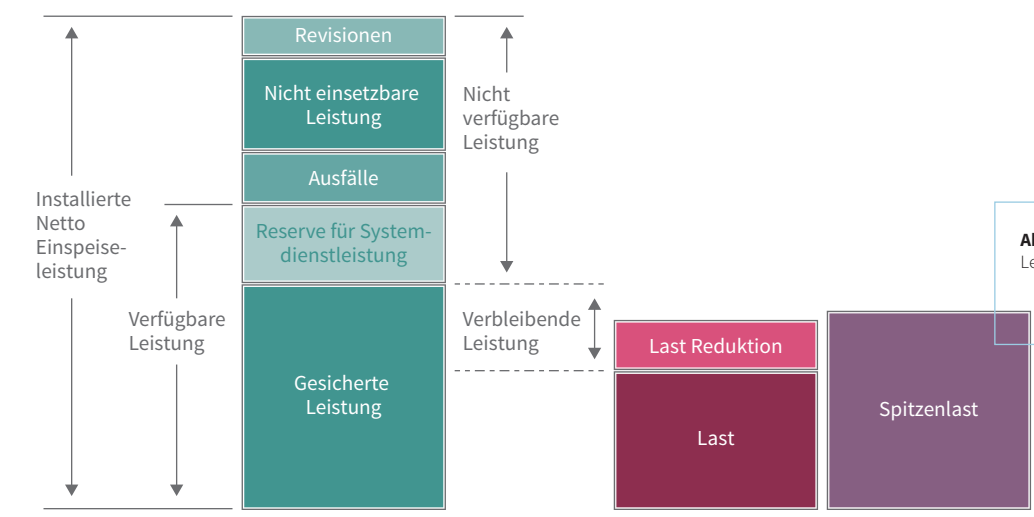 Revisionen
Nicht einsetzbare
Leistung
Nicht
verfügbare
Leistung
Ausfälle
Installierte
Netto
Einspeise-
leistung
Reserve für System-
dienstleistung
Verfügbare
Leistung
Verbleibende
Leistung
Gesicherte
Leistung
Last Reduktion
Last
Spitzenlast